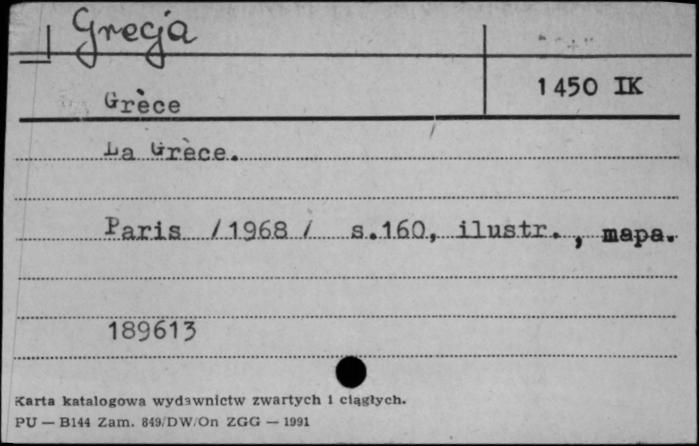 Grecja
1450 IK
Grèce
La Grèce.
Paris /1968/ s.160, ilustr., mapa.
189613
Karta katalogowa wydawnictw zwartych i ciągłych.
PU — B144 Zam. 849/DW/On ZGG — 1991